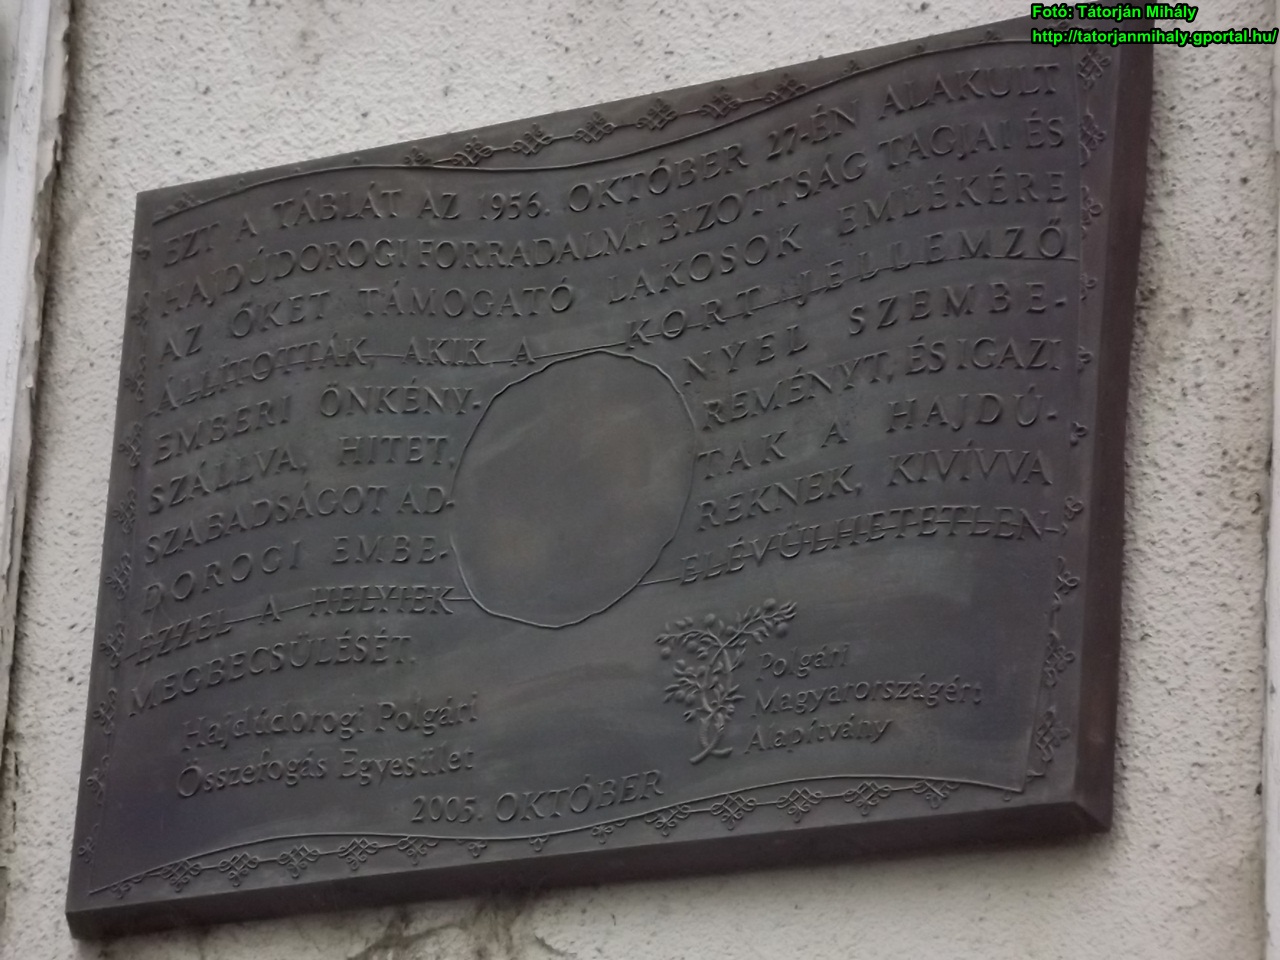 Fotó: Tátorján Mihály
http://tatorjanmihaly.gportal.hu/
EZT A TÁBLÁT AZ 1956. OKTÓBER 27-ÉN ALAKULT
HAJDÚDOROGI FORRADALMI BIZOTTSÁG TAGJAI ÉS
AZ ŐKET TÁMOGATÓ LAKOSOK EMLÉKÉRE
ÁLLÍTOTTÁK, AKIK A KORT JELLEMZŐ
EMBERI ÖNKÉNY- NYEL SZEMBE-
SZÁLLVA, HITET, REMÉNYT, ÉS IGAZI
SZABADSÁGOT AD- TAK A HAJDÚ-
DOROGI EMBE- REKNEK, KIVÍVVA
EZZEL A HELYIEK ELÉVÜLHETETLEN
MEGBECSÜLÉSÉT.
Hajdúdorogi Polgári
Összefogás Egyesület
Polgári
Magyarországért
Alapítvány
2005. OKTÓBER